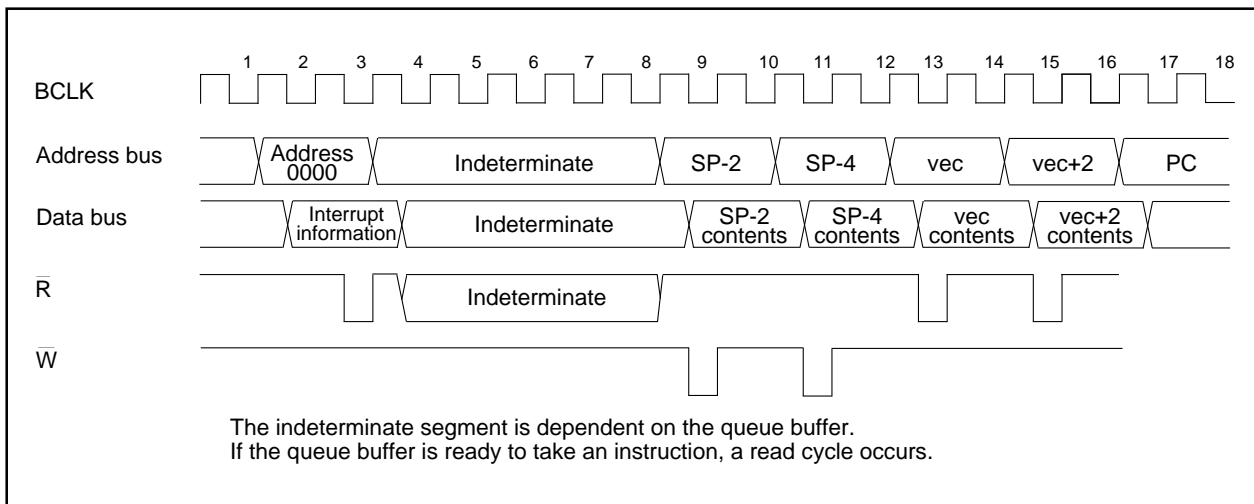 1 2 3 4 5 6 7 8 9 10 11 12 13 14 15 16 17 18
BCLK
Address bus
Address
0000
Indeterminate
SP-2
SP-4
vec
vec+2
PC
Data bus
Interrupt
information
Indeterminate
SP-2
contents
SP-4
contents
vec
contents
vec+2
contents
R̅
Indeterminate
W̅
The indeterminate segment is dependent on the queue buffer.
If the queue buffer is ready to take an instruction, a read cycle occurs.